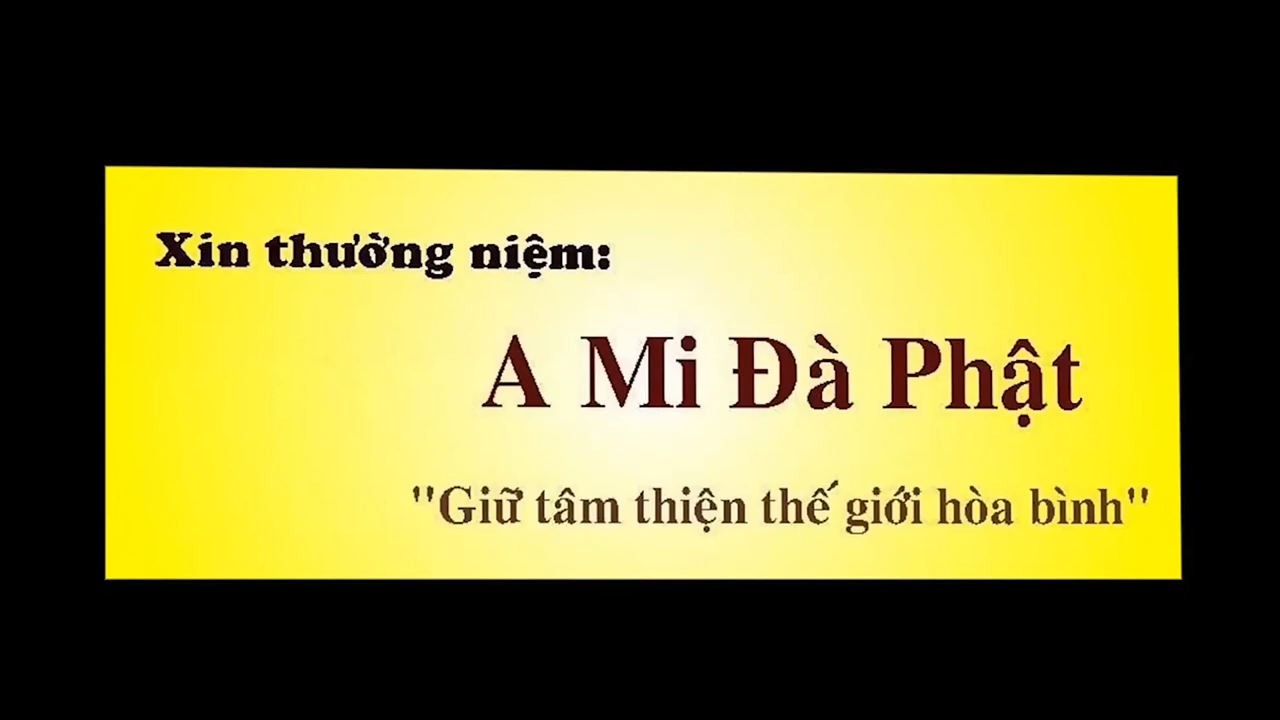 Xin thường niệm:
A Mi Đà Phật
"Giữ tâm thiện thế giới hòa bình"